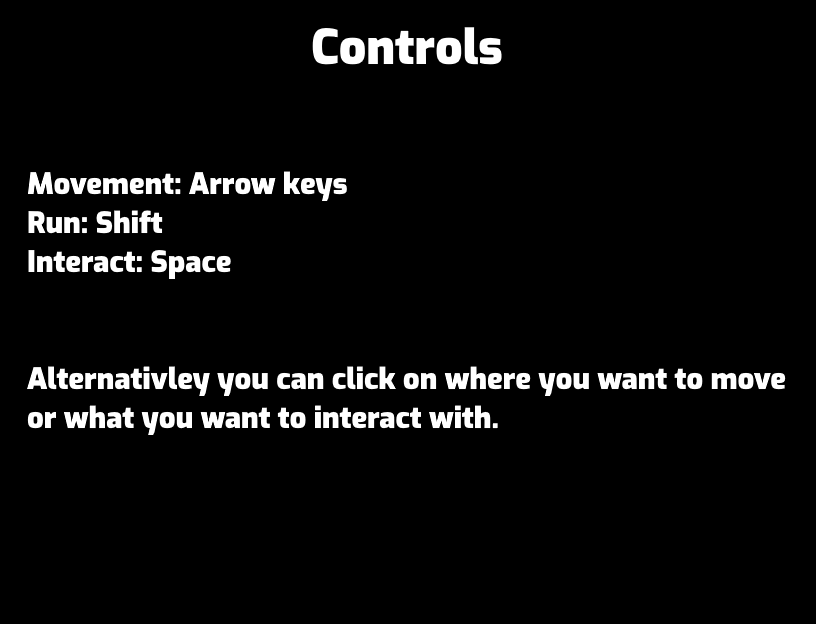 Controls
Movement: Arrow keys
Run: Shift
Interact: Space
Alternativley you can click on where you want to move
or what you want to interact with.